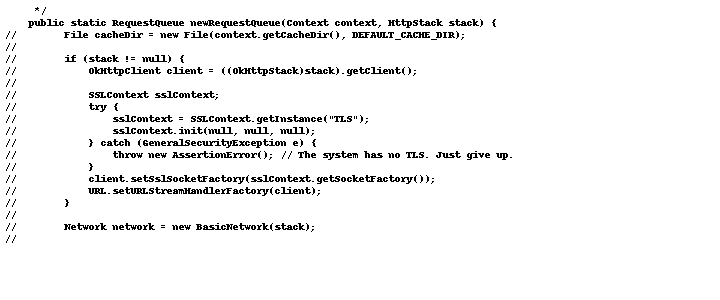 */
    public static RequestQueue newRequestQueue(Context context, HttpStack stack) {
//        File cacheDir = new File(context.getCacheDir(), DEFAULT_CACHE_DIR);
//
//        if (stack != null) {
//            OkHttpClient client = ((OkHttpStack)stack).getClient();
//
//            SSLContext sslContext;
//            try {
//                sslContext = SSLContext.getInstance("TLS");
//                sslContext.init(null, null, null);
//            } catch (GeneralSecurityException e) {
//                throw new AssertionError(); // The system has no TLS. Just give up.
//            }
//            client.setSslSocketFactory(sslContext.getSocketFactory());
//            URL.setURLStreamHandlerFactory(client);
//        }
//
//        Network network = new BasicNetwork(stack);
//